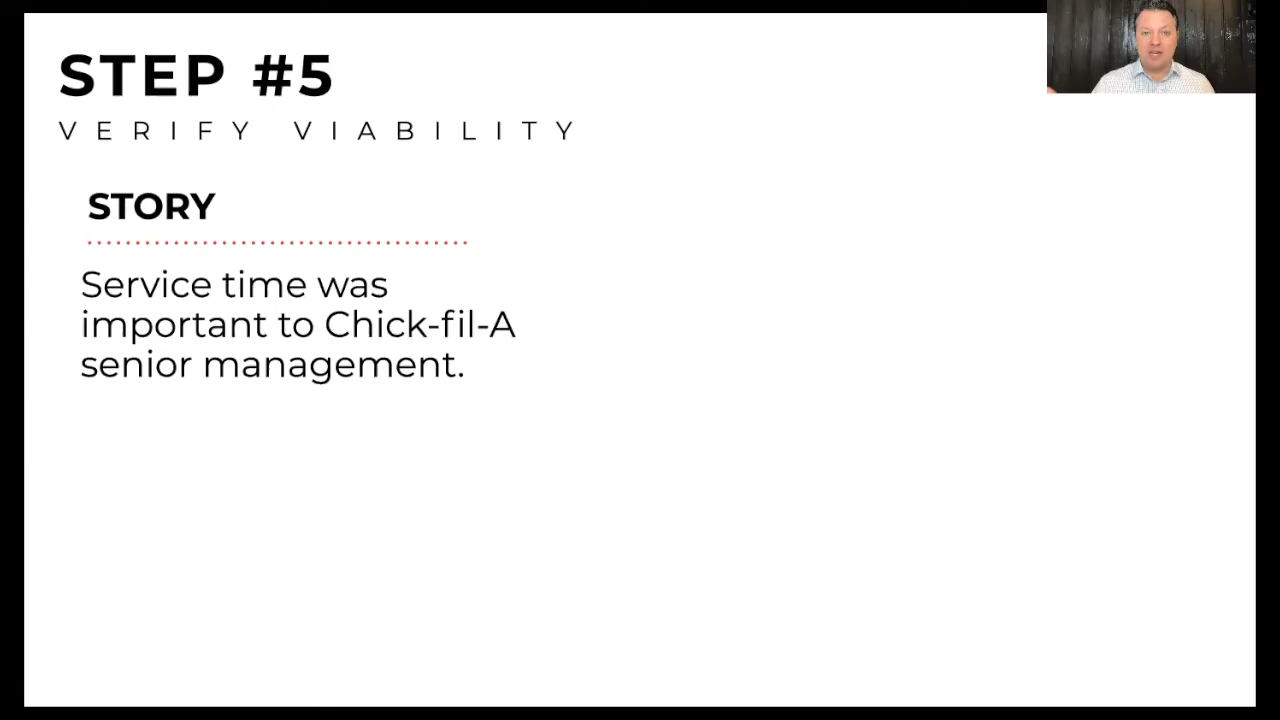 STEP #5
VERIFY VIABILITY
STORY
Service time was
important to Chick-fil-A
senior management.